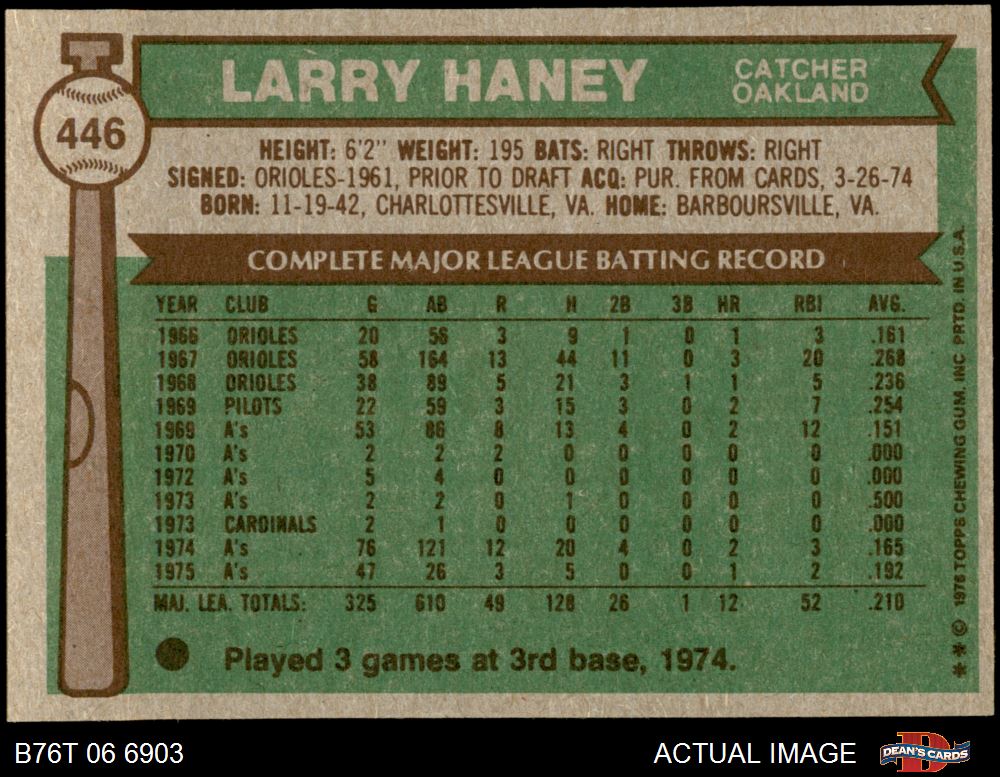 T
446
LARRY HANEY
CATCHER
OAKLAND
HEIGHT: 6'2" WEIGHT: 195 BATS: RIGHT THROWS: RIGHT
SIGNED: ORIOLES-1961, PRIOR TO DRAFT ACQ: PUR. FROM CARDS, 3-26-74
BORN: 11-19-42, CHARLOTTESVILLE, VA. HOME: BARBOURSVILLE, VA.
COMPLETE MAJOR LEAGUE BATTING RECORD
YEAR CLUB G AB R H 2B 3B HR RBI AVG.
1966 ORIOLES 20 56 3 9 1 0 1 3 .161
1967 ORIOLES 58 164 13 44 11 0 3 20 .268
1968 ORIOLES 38 89 5 21 3 1 1 5 .236
1969 PILOTS 22 59 3 15 3 0 2 7 .254
1969 A's 53 86 8 13 4 0 2 12 .151
1970 A's 2 2 2 0 0 0 0 0 .000
1972 A's 5 4 0 0 0 0 0 0 .000
1973 A's 2 2 0 1 0 0 0 0 .500
1973 CARDINALS 2 1 0 0 0 0 0 0 .000
1974 A's 76 121 12 20 4 0 2 3 .165
1975 A's 47 26 3 5 0 0 1 2 .192
MAJ. LEA. TOTALS: 325 610 49 128 26 1 12 52 .210
Played 3 games at 3rd base, 1974.
** © 1976 TOPPS CHEWING GUM, INC PRTD. IN U.S.A.
B76T 06 6903
ACTUAL IMAGE
D
DEAN'S CARDS